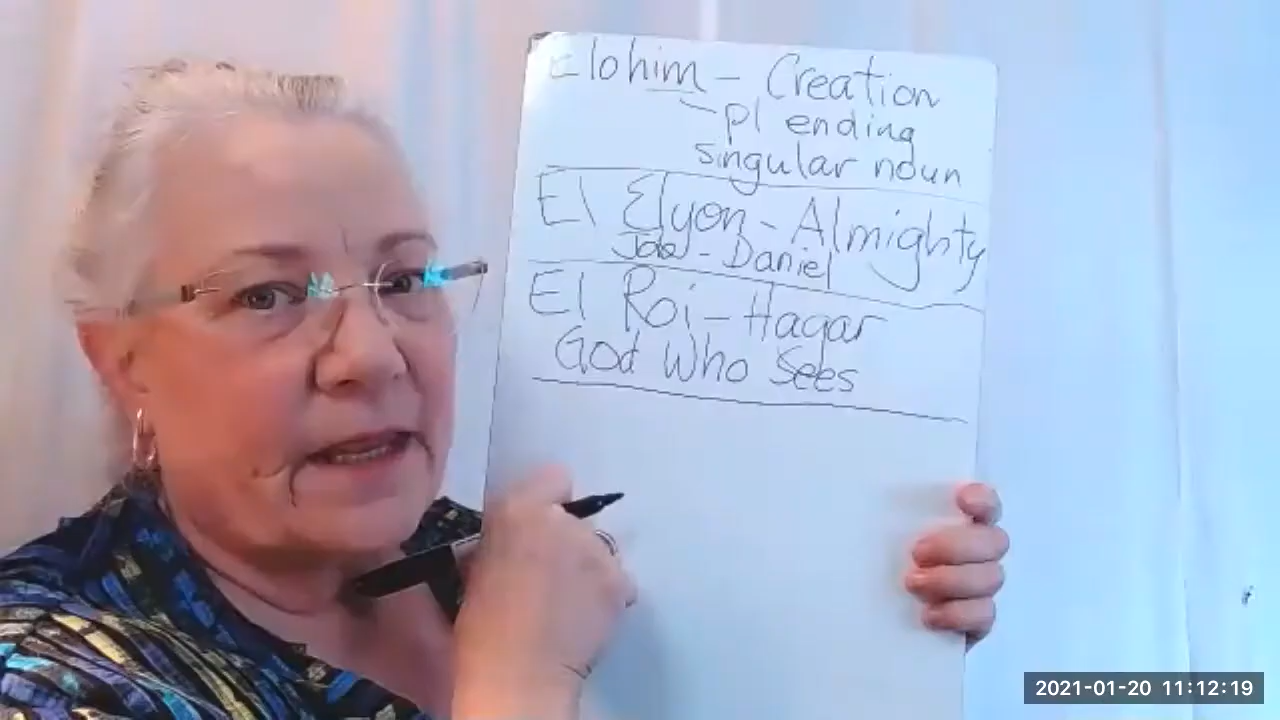 Elohim - Creation
pl ending
singular noun
El Elyon - Almighty
Job - Daniel
El Roi - Hagar
God Who Sees
2021-01-20 11:12:19